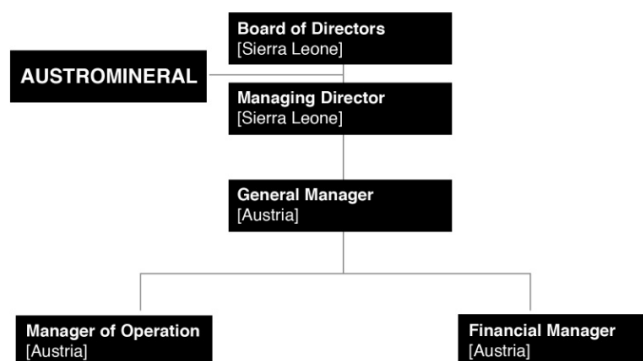 Board of Directors
[Sierra Leone]
AUSTROMINERAL
Managing Director
[Sierra Leone]
General Manager
[Austria]
Manager of Operation
[Austria]
Financial Manager
[Austria]